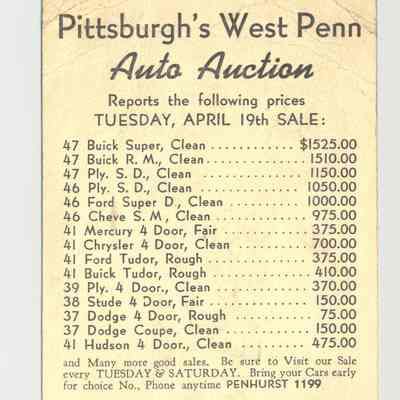 Pittsburgh's West Penn
Auto Auction
Reports the following prices
TUESDAY, APRIL 19th SALE:
47 Buick Super, Clean ............ $1525.00
47 Buick R. M., Clean ............ 1510.00
47 Ply. S. D., Clean ............ 1150.00
46 Ply. S. D., Clean ............ 1050.00
46 Ford Super D., Clean .......... 1000.00
46 Cheve S. M., Clean ............ 975.00
41 Mercury 4 Door, Fair .......... 375.00
41 Chrysler 4 Door, Clean ........ 700.00
41 Ford Tudor, Rough ............ 375.00
41 Buick Tudor, Rough ............ 410.00
39 Ply. 4 Door., Clean ........... 370.00
38 Stude 4 Door, Fair ............ 150.00
37 Dodge 4 Door, Rough .......... 75.00
37 Dodge Coupe, Clean ........... 150.00
41 Hudson 4 Door., Clean ........ 475.00
and Many more good sales. Be sure to Visit our Sale
every TUESDAY & SATURDAY. Bring your Cars early
for choice No., Phone anytime PENHURST 1199